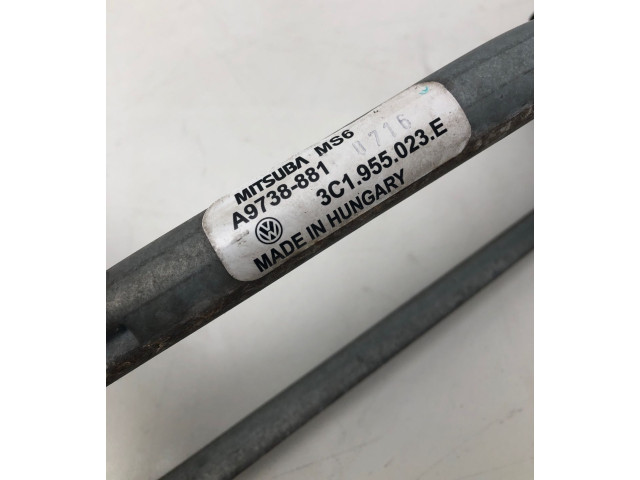 MITSUBA MS6
A9738-881 0716
3C1.955.023.E
MADE IN HUNGARY